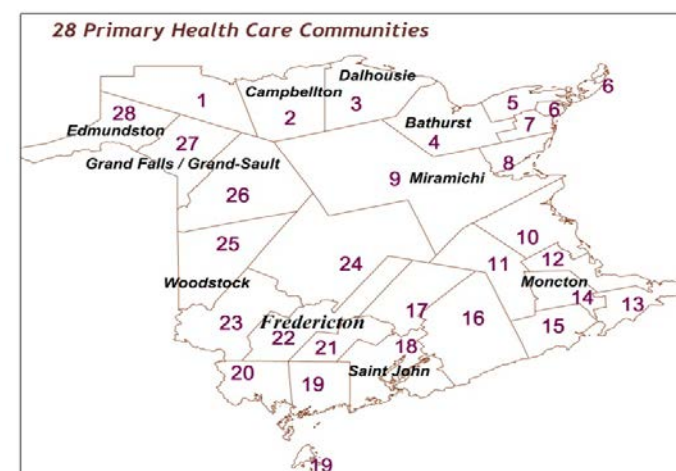 28 Primary Health Care Communities
Dalhousie
6
Campbellton
1
28
2
3
5
6
Bathurst
7
Edmundston
27
4
Grand Falls / Grand-Sault
8
9 Miramichi
26
10
25
24
11
12
Woodstock
Moncton
14
13
17
23
Fredericton
16
15
22
21
18
20
19
Saint John
19